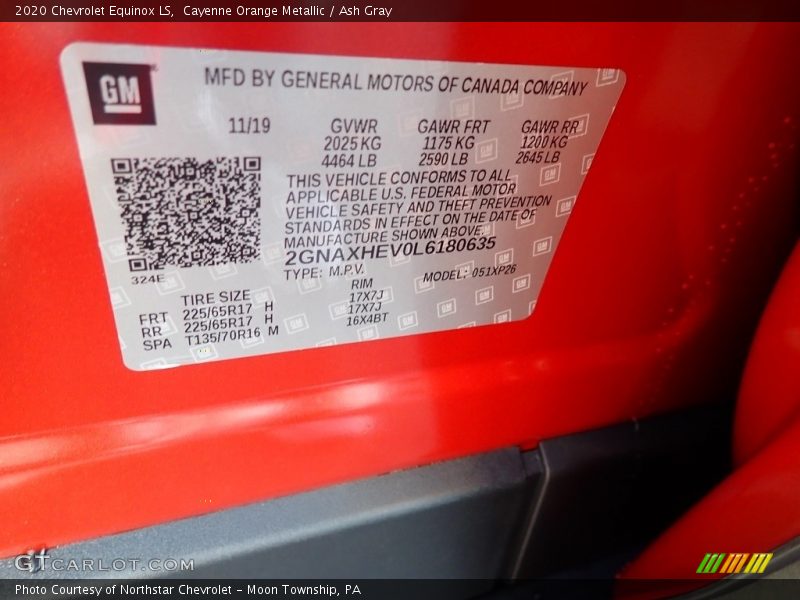 2020 Chevrolet Equinox LS, Cayenne Orange Metallic / Ash Gray
GM
MFD BY GENERAL MOTORS OF CANADA COMPANY
11/19 GVWR GAWR FRT GAWR RR
2025 KG 1175 KG 1200 KG
4464 LB 2590 LB 2645 LB
THIS VEHICLE CONFORMS TO ALL
APPLICABLE U.S. FEDERAL MOTOR
VEHICLE SAFETY AND THEFT PREVENTION
STANDARDS IN EFFECT ON THE DATE OF
MANUFACTURE SHOWN ABOVE.
2GNAXHEV0L6180635
TYPE: M.P.V. MODEL: 051XP26
324E
TIRE SIZE RIM
FRT 225/65R17 H 17X7J
RR 225/65R17 H 17X7J
SPA T135/70R16 M 16X4BT
GTCARLOT.COM
Photo Courtesy of Northstar Chevrolet - Moon Township, PA